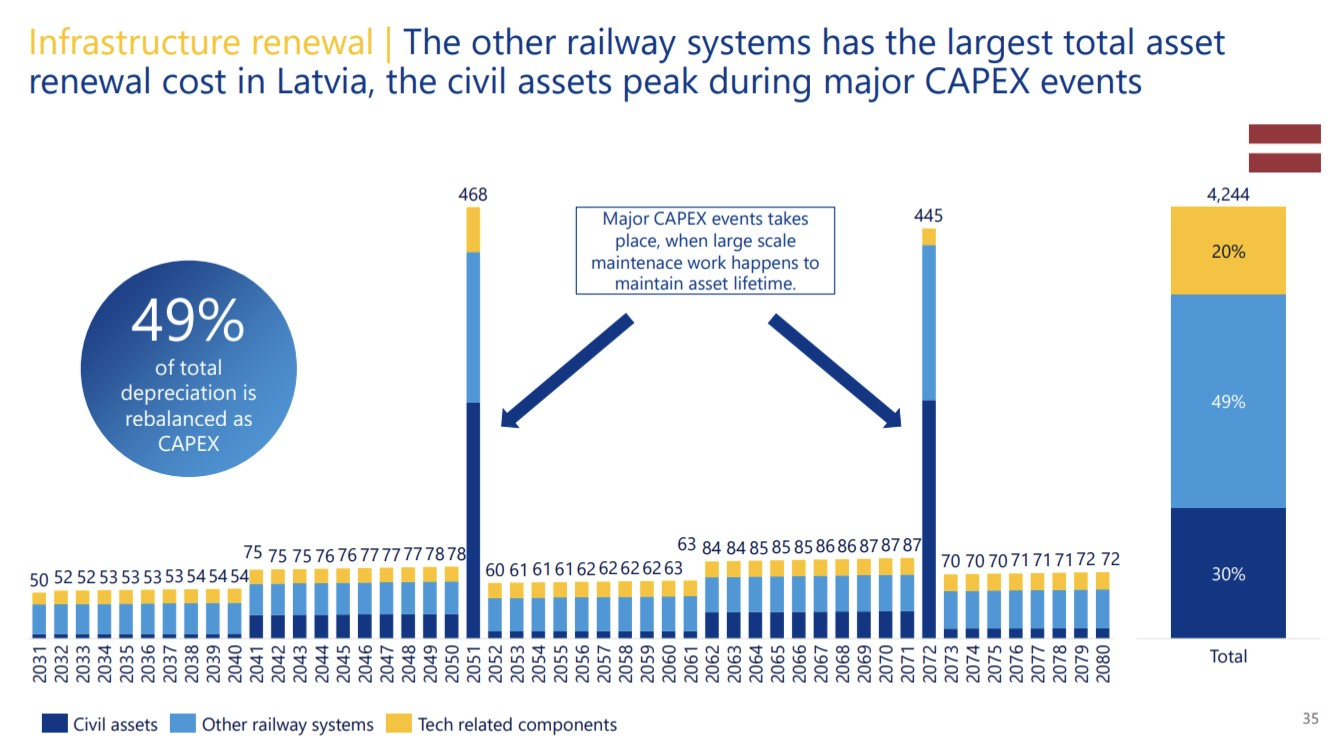 Infrastructure renewal | The other railway systems has the largest total asset
renewal cost in Latvia, the civil assets peak during major CAPEX events
49%
of total
depreciation is
rebalanced as
CAPEX
Major CAPEX events takes
place, when large scale
maintenace work happens to
maintain asset lifetime.
50 52 52 53 53 53 53 54 54 54 75 75 75 76 76 77 77 77 78 78 468 60 61 61 61 62 62 62 62 63 63 84 84 85 85 85 86 86 87 87 87 445 70 70 70 71 71 71 72 72
2031 2032 2033 2034 2035 2036 2037 2038 2039 2040 2041 2042 2043 2044 2045 2046 2047 2048 2049 2050 2051 2052 2053 2054 2055 2056 2057 2058 2059 2060 2061 2062 2063 2064 2065 2066 2067 2068 2069 2070 2071 2072 2073 2074 2075 2076 2077 2078 2079 2080
4,244
20%
49%
30%
Total
Civil assets Other railway systems Tech related components
35